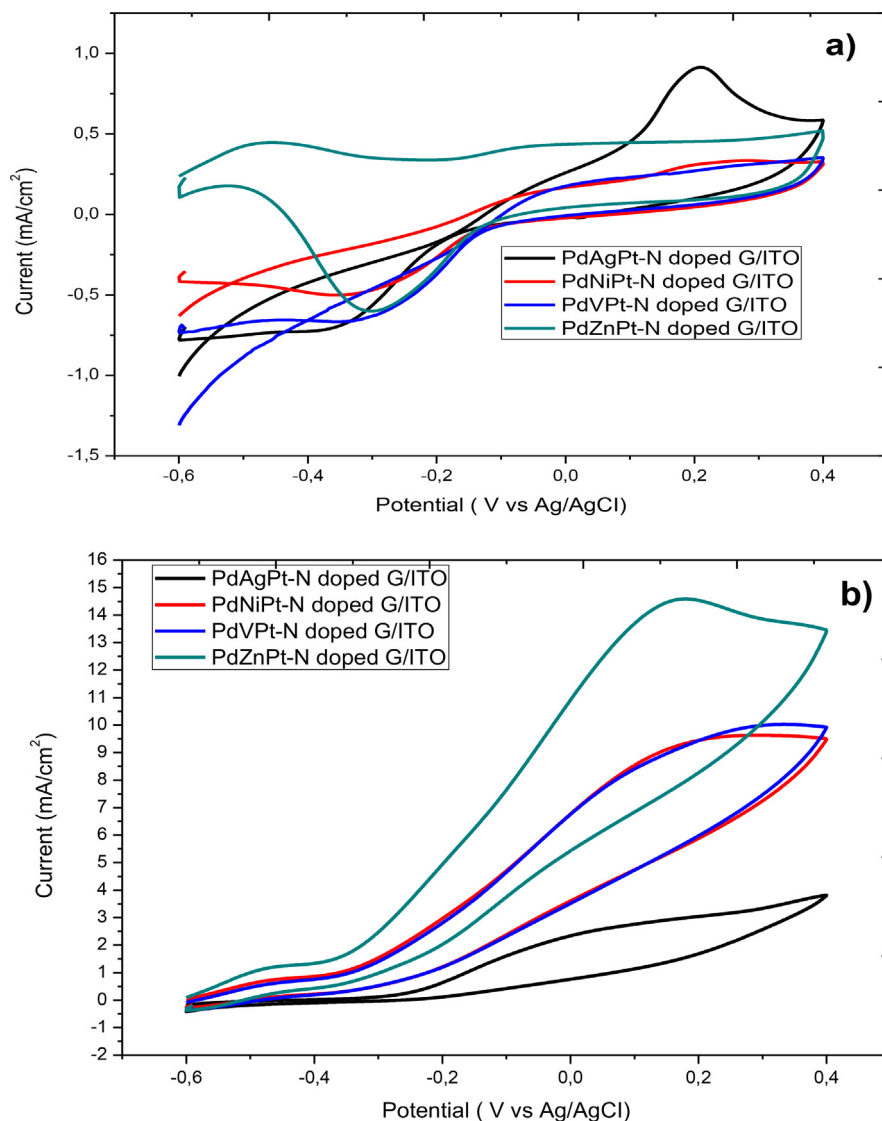 a)
1,0
0,5
0,0
-0,5
-1,0
-1,5
Current (mA/cm²)
PdAgPt-N doped G/ITO
PdNiPt-N doped G/ITO
PdVPt-N doped G/ITO
PdZnPt-N doped G/ITO
-0,6 -0,4 -0,2 0,0 0,2 0,4
Potential ( V vs Ag/AgCl)
b)
16
15
14
13
12
11
10
9
8
7
6
5
4
3
2
1
0
-1
-2
Current (mA/cm²)
PdAgPt-N doped G/ITO
PdNiPt-N doped G/ITO
PdVPt-N doped G/ITO
PdZnPt-N doped G/ITO
-0,6 -0,4 -0,2 0,0 0,2 0,4
Potential ( V vs Ag/AgCl)